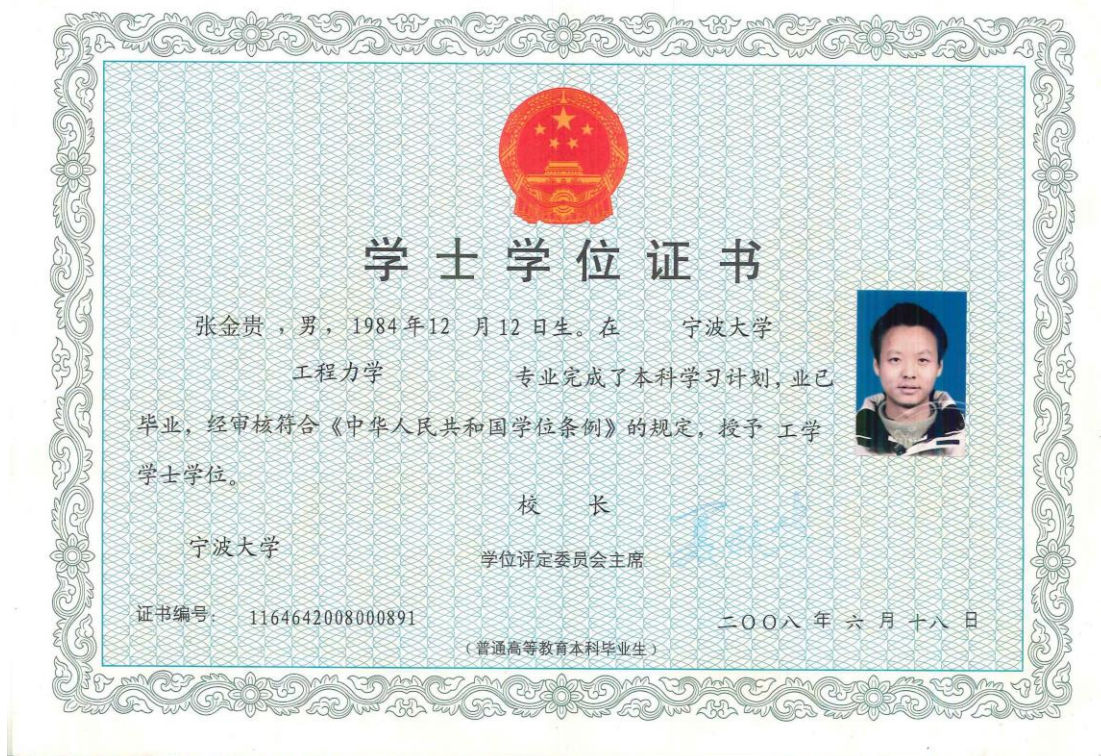 学士学位证书
张金贵 ，男， 1984年12 月12日生。在 宁波大学
工程力学 专业完成了本科学习计划，业已
毕业，经审核符合《中华人民共和国学位条例》的规定，授予 工学
学士学位。
校 长
宁波大学
学位评定委员会主席
证书编号： 1164642008000891
二〇〇八 年 六 月 十八 日
（普通高等教育本科毕业生）